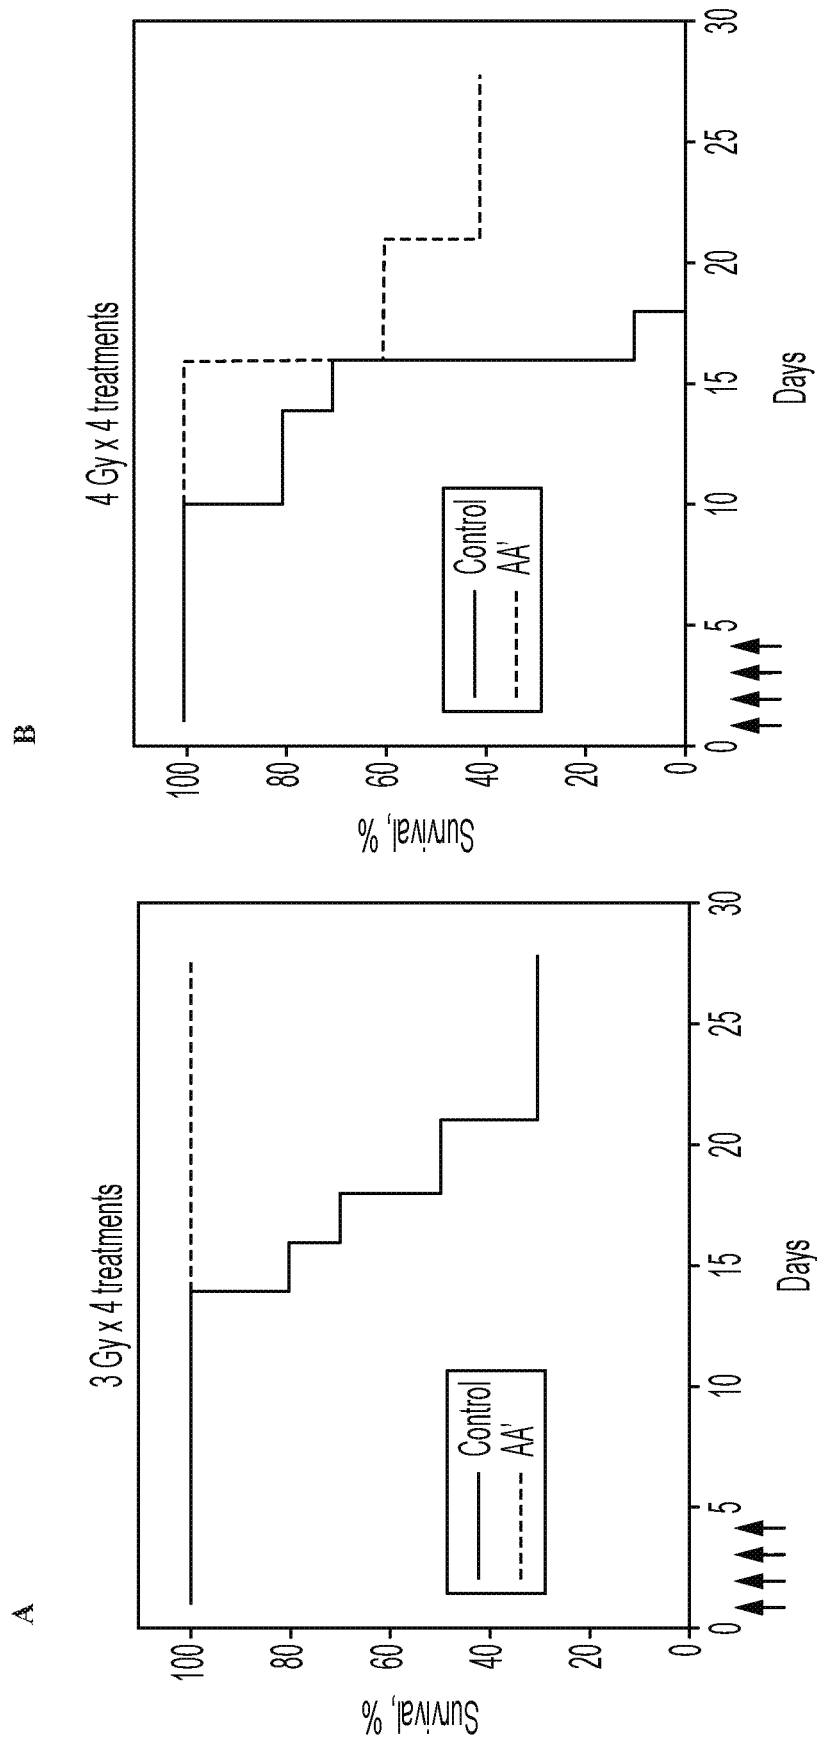 A
3 Gy x 4 treatments
Survival, %
100
80
60
40
20
0
Control
AA'
0 5 10 15 20 25 30
Days
B
4 Gy x 4 treatments
Survival, %
100
80
60
40
20
0
Control
AA'
0 5 10 15 20 25 30
Days